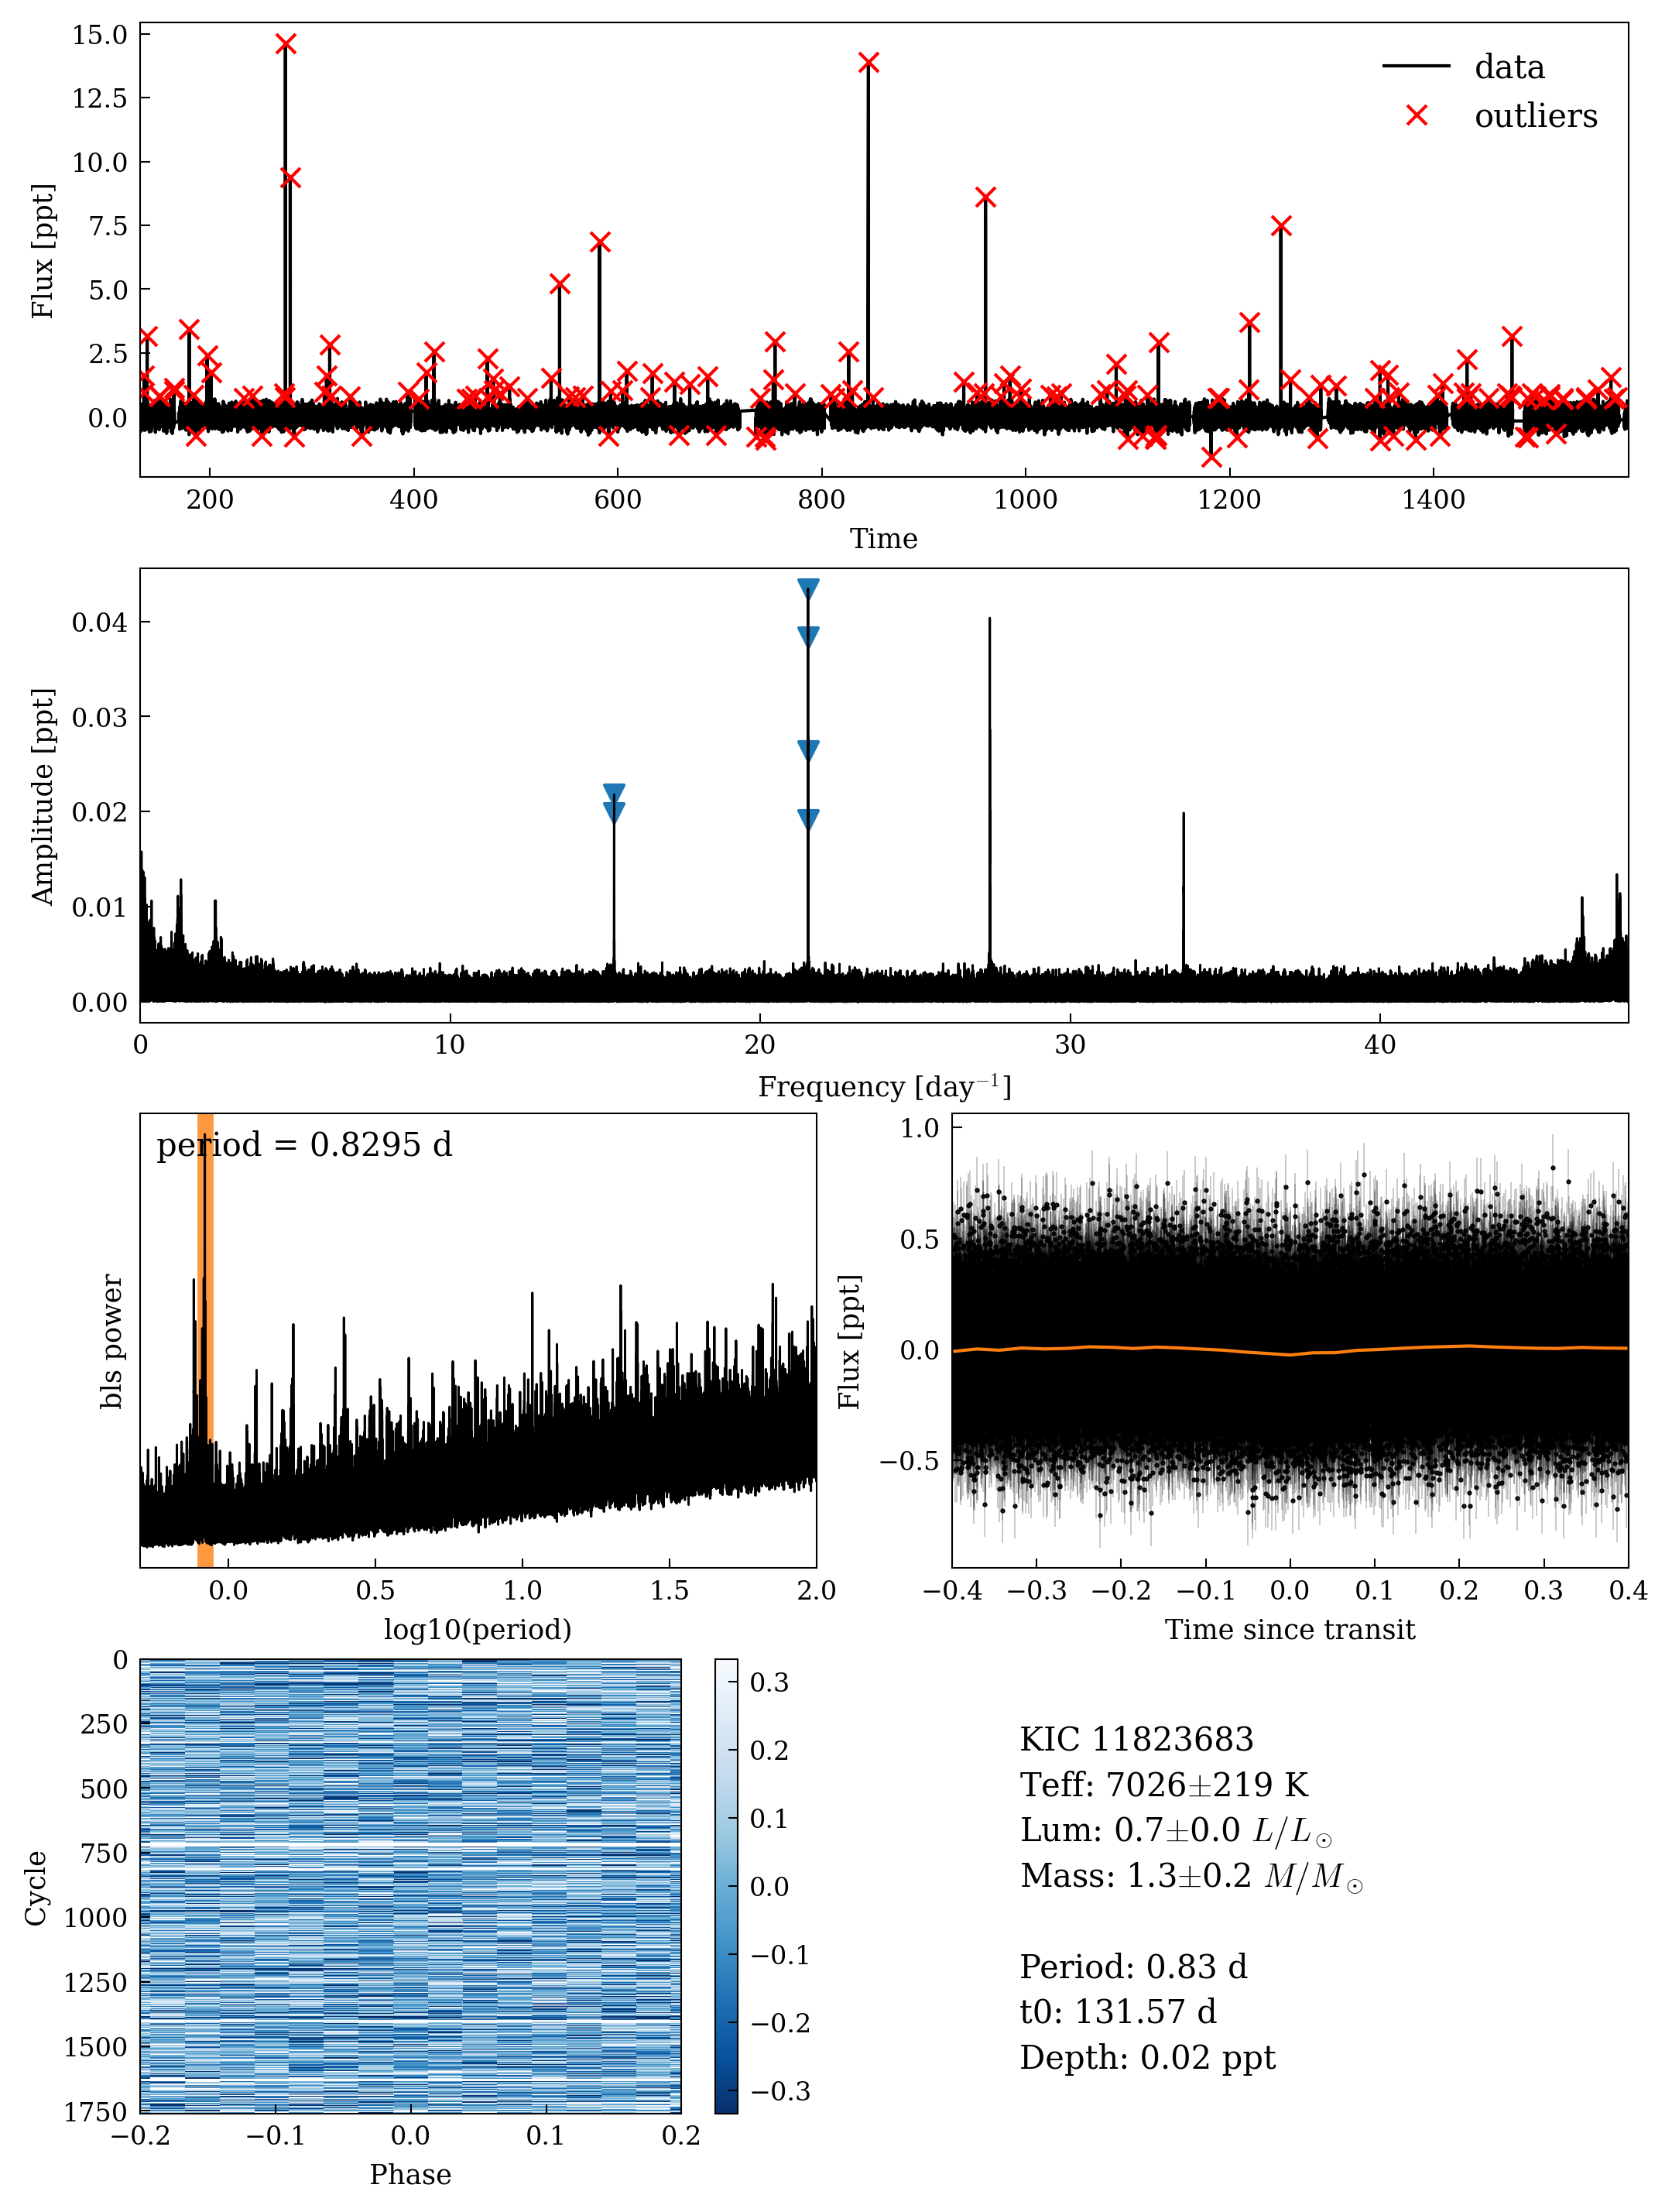 15.0
12.5
10.0
7.5
5.0
2.5
0.0
Flux [ppt]
data
outliers
200 400 600 800 1000 1200 1400
Time
0.04
0.03
0.02
0.01
0.00
Amplitude [ppt]
0 10 20 30 40
Frequency [day⁻¹]
period = 0.8295 d
bls power
0.0 0.5 1.0 1.5 2.0
log10(period)
1.0
0.5
0.0
−0.5
Flux [ppt]
−0.4 −0.3 −0.2 −0.1 0.0 0.1 0.2 0.3 0.4
Time since transit
0
250
500
750
1000
1250
1500
1750
Cycle
−0.2 −0.1 0.0 0.1 0.2
Phase
0.3
0.2
0.1
0.0
−0.1
−0.2
−0.3
KIC 11823683
Teff: 7026±219 K
Lum: 0.7±0.0 L/L⊙
Mass: 1.3±0.2 M/M⊙
Period: 0.83 d
t0: 131.57 d
Depth: 0.02 ppt